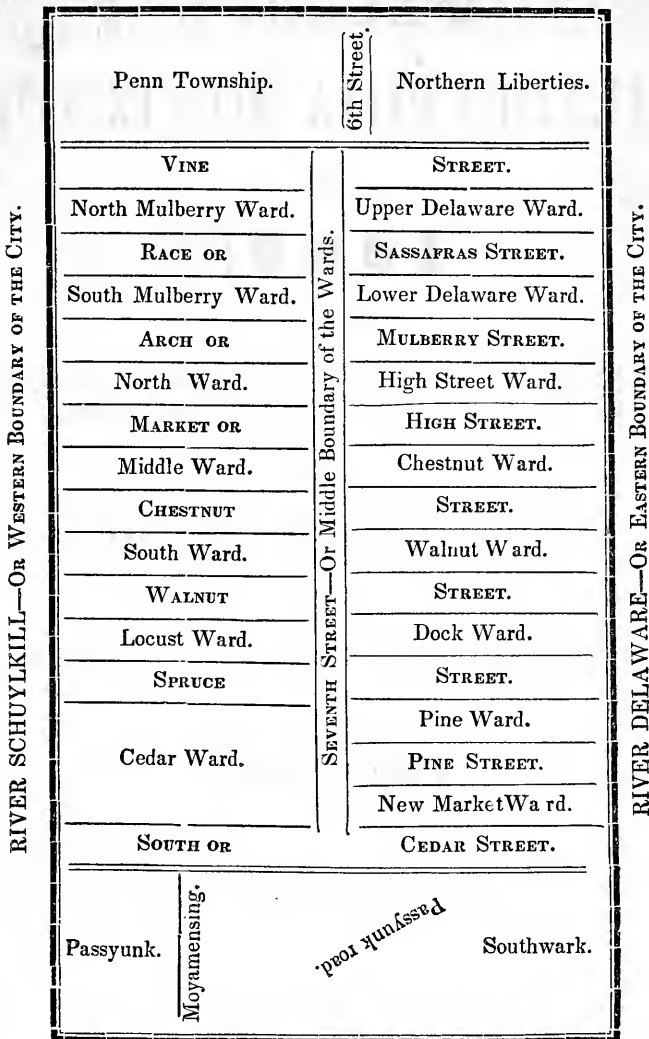 Penn Township.
6th Street.
Northern Liberties.
VINE
STREET.
North Mulberry Ward.
Upper Delaware Ward.
RACE OR
SASSAFRAS STREET.
South Mulberry Ward.
Lower Delaware Ward.
ARCH OR
MULBERRY STREET.
North Ward.
High Street Ward.
MARKET OR
HIGH STREET.
Middle Ward.
Chestnut Ward.
CHESTNUT
STREET.
South Ward.
Walnut Ward.
WALNUT
STREET.
Locust Ward.
Dock Ward.
SPRUCE
STREET.
Cedar Ward.
Pine Ward.
PINE STREET.
New MarketWa rd.
SOUTH OR
CEDAR STREET.
SEVENTH STREET—Or Middle Boundary of the Wards.
Passyunk.
Moyamensing.
Passyunk road.
Southwark.
RIVER SCHUYLKILL—OR WESTERN BOUNDARY OF THE CITY.
RIVER DELAWARE—OR EASTERN BOUNDARY OF THE CITY.